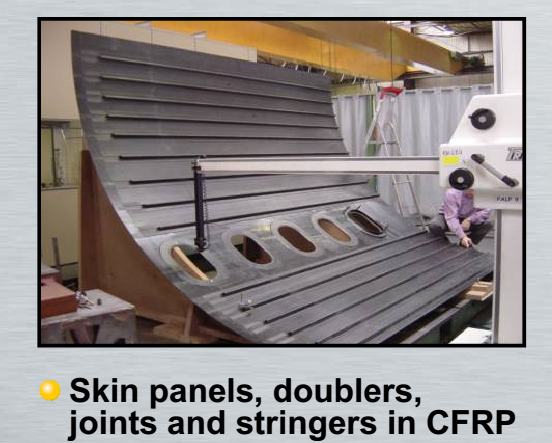 Skin panels, doublers,
joints and stringers in CFRP